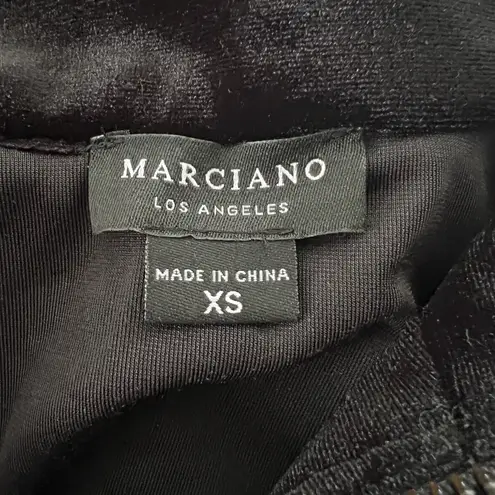 MARCIANO
LOS ANGELES
MADE IN CHINA
XS